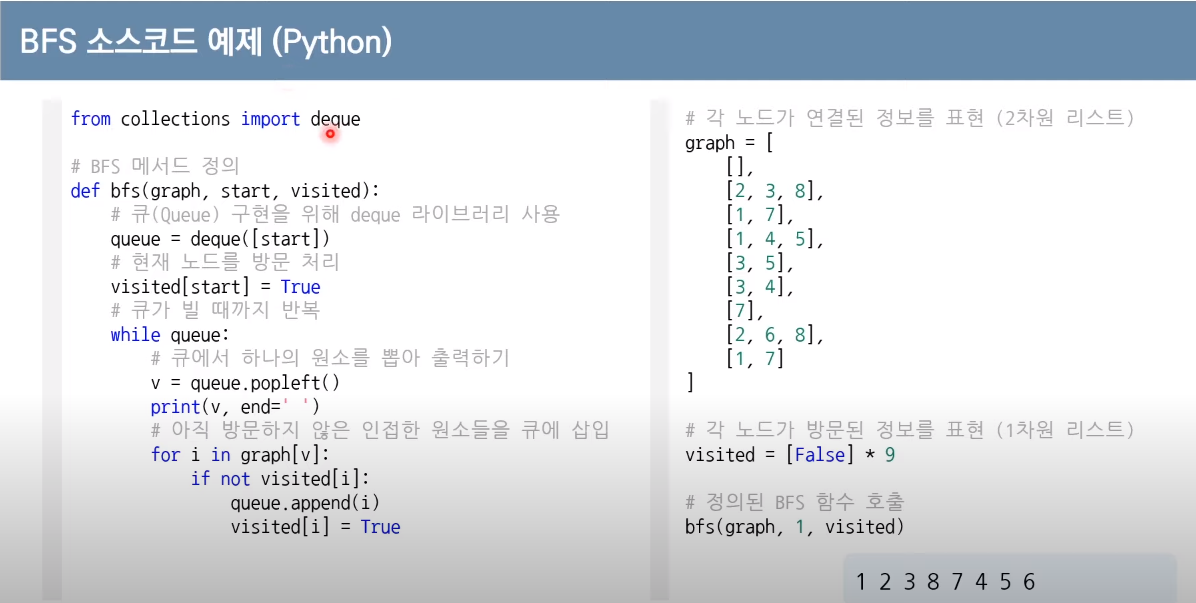 BFS 소스코드 예제 (Python)
from collections import deque
# BFS 메서드 정의
def bfs(graph, start, visited):
    # 큐(Queue) 구현을 위해 deque 라이브러리 사용
    queue = deque([start])
    # 현재 노드를 방문 처리
    visited[start] = True
    # 큐가 빌 때까지 반복
    while queue:
        # 큐에서 하나의 원소를 뽑아 출력하기
        v = queue.popleft()
        print(v, end=' ')
        # 아직 방문하지 않은 인접한 원소들을 큐에 삽입
        for i in graph[v]:
            if not visited[i]:
                queue.append(i)
                visited[i] = True
# 각 노드가 연결된 정보를 표현 (2차원 리스트)
graph = [
    [],
    [2, 3, 8],
    [1, 7],
    [1, 4, 5],
    [3, 5],
    [3, 4],
    [7],
    [2, 6, 8],
    [1, 7]
]
# 각 노드가 방문된 정보를 표현 (1차원 리스트)
visited = [False] * 9
# 정의된 BFS 함수 호출
bfs(graph, 1, visited)
1 2 3 8 7 4 5 6